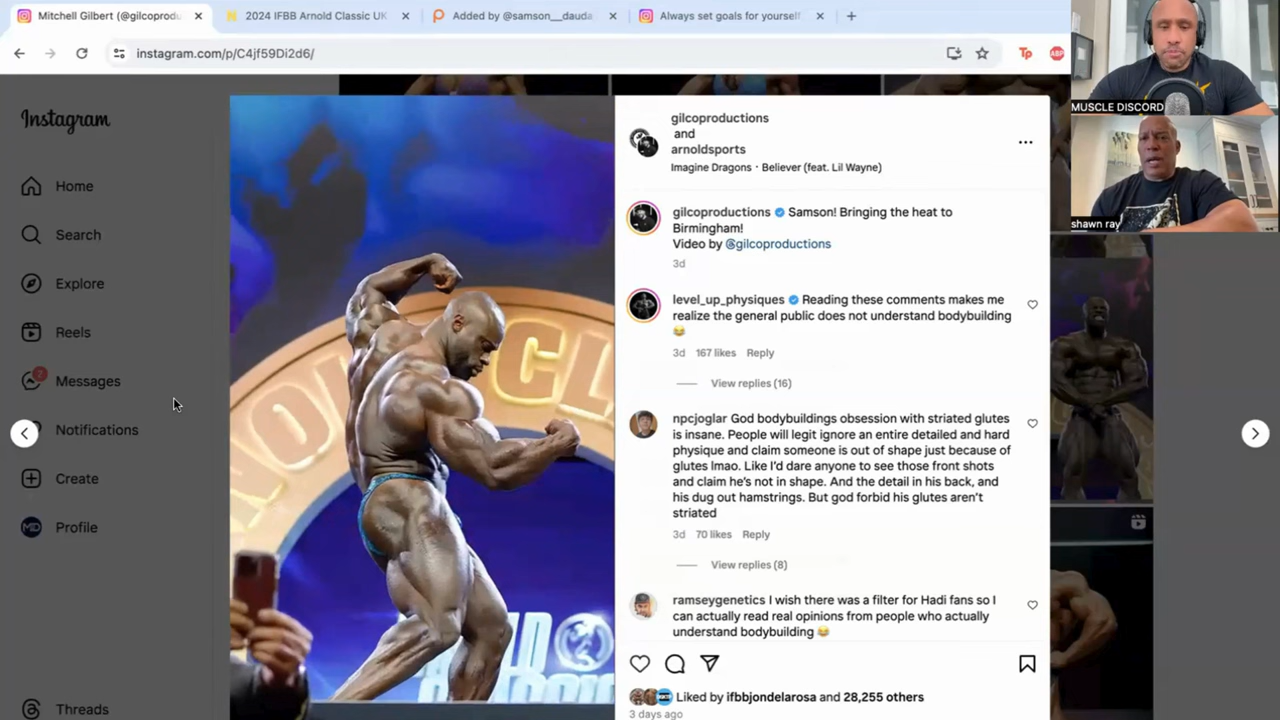 Mitchell Gilbert (@gilcoprodu
2024 IFBB Arnold Classic UK
Added by @samson__dauda
Always set goals for yourself
instagram.com/p/C4jf59Di2d6/
Tp
ABP
MUSCLE DISCORD
shawn ray
Instagram
Home
Search
Explore
Reels
2
Messages
Notifications
Create
MD
Profile
Threads
gilcoproductions
and
arnoldsports
Imagine Dragons · Believer (feat. Lil Wayne)
gilcoproductions Samson! Bringing the heat to
Birmingham!
Video by @gilcoproductions
3d
level_up_physiques Reading these comments makes me
realize the general public does not understand bodybuilding
😂
3d 167 likes Reply
View replies (16)
npcjoglar God bodybuildings obsession with striated glutes
is insane. People will legit ignore an entire detailed and hard
physique and claim someone is out of shape just because of
glutes lmao. Like I'd dare anyone to see those front shots
and claim he's not in shape. And the detail in his back, and
his dug out hamstrings. But god forbid his glutes aren't
striated
3d 70 likes Reply
View replies (8)
ramseygenetics I wish there was a filter for Hadi fans so I
can actually read real opinions from people who actually
understand bodybuilding 😂
Liked by ifbbjondelarosa and 28,255 others
3 days ago